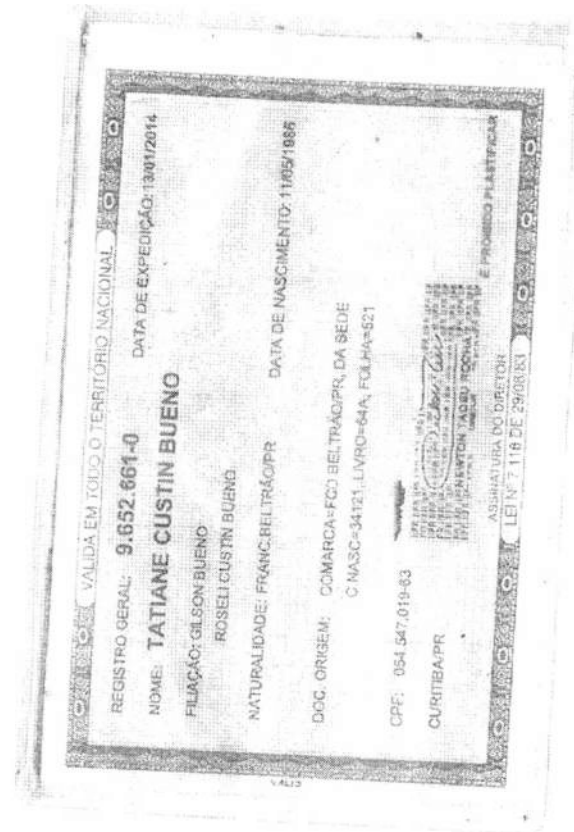 VALIDA EM TODO O TERRITÓRIO NACIONAL
REGISTRO GERAL: 9.652.661-0 DATA DE EXPEDIÇÃO: 13/01/2014
NOME: TATIANE CUSTIN BUENO
FILIAÇÃO: GILSON BUENO
ROSELI CUSTIN BUENO
NATURALIDADE: FRANC.BELTRÃO/PR DATA DE NASCIMENTO: 11/05/1986
DOC. ORIGEM: COMARCA=FCO BELTRÃO/PR, DA SEDE
C.NASC=34121, LIVRO=64A, FOLHA=521
CPF: 054.547.019-63
CURITIBA/PR
NEWTON TADEU ROCHA
ASSINATURA DO DIRETOR
É PROIBIDO PLASTIFICAR
LEI Nº 7.116 DE 29/08/83